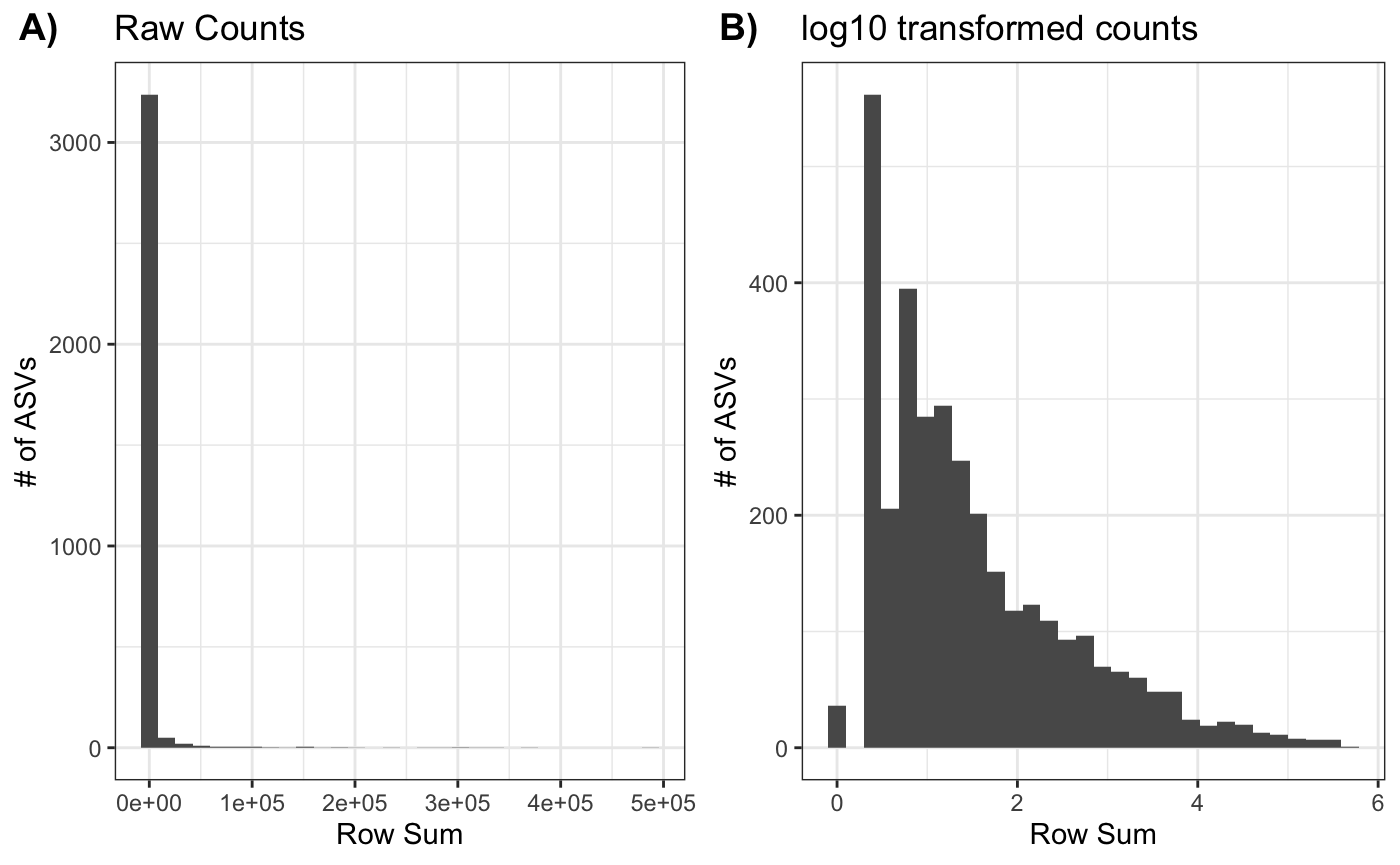 A) Raw Counts
# of ASVs
3000
2000
1000
0
0e+00 1e+05 2e+05 3e+05 4e+05 5e+05
Row Sum
B) log10 transformed counts
# of ASVs
400
200
0
0 2 4 6
Row Sum